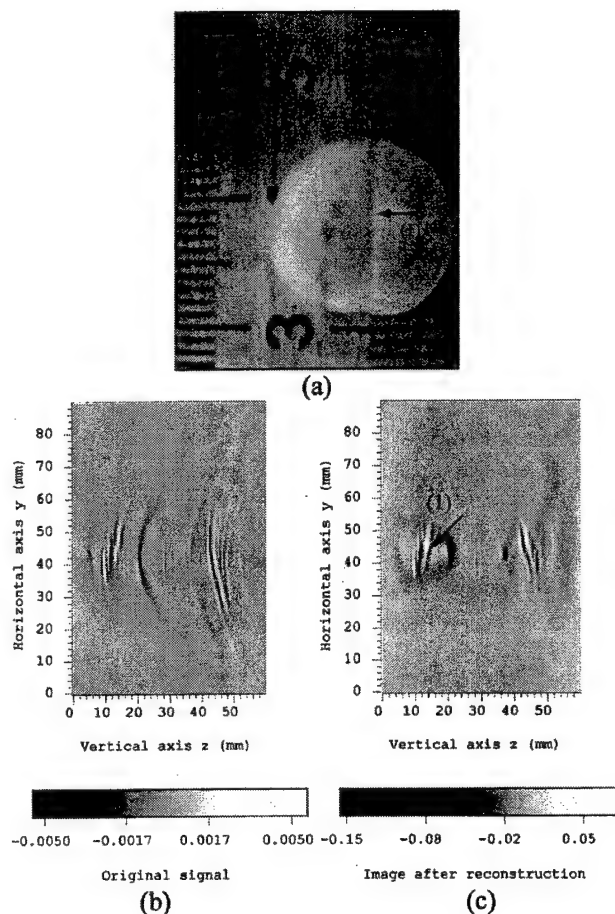 3
(a)
80
70
60
50
40
30
20
10
0
Horizontal axis y (mm)
0 10 20 30 40 50
Vertical axis z (mm)
-0.0050 -0.0017 0.0017 0.0050
Original signal
(b)
(1)
80
70
60
50
40
30
20
10
0
Horizontal axis y (mm)
0 10 20 30 40 50
Vertical axis z (mm)
-0.15 -0.08 -0.02 0.05
Image after reconstruction
(c)